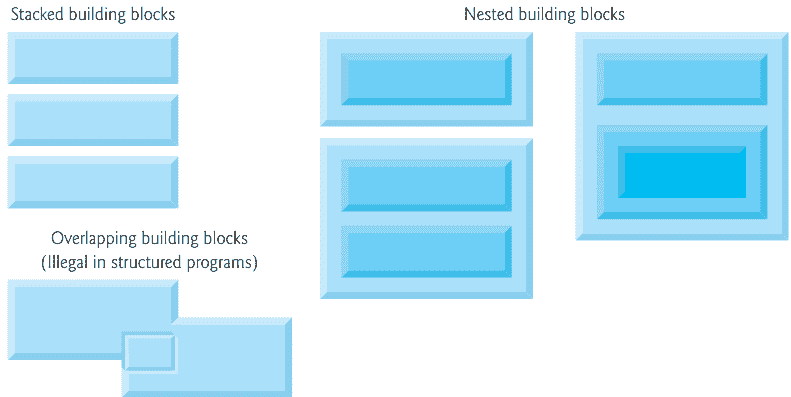 Stacked building blocks
Nested building blocks
Overlapping building blocks
(Illegal in structured programs)